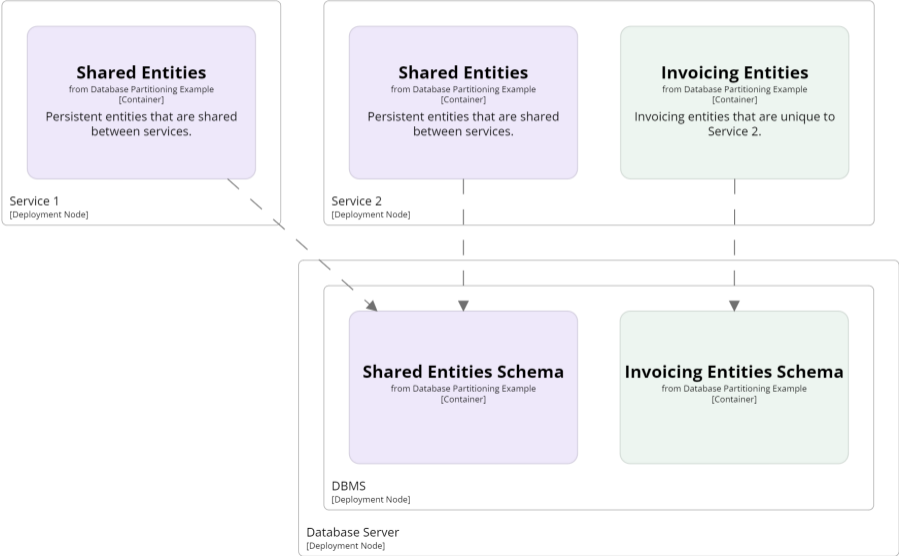 Shared Entities
from Database Partitioning Example
[Container]
Persistent entities that are shared
between services.
Service 1
[Deployment Node]
Shared Entities
from Database Partitioning Example
[Container]
Persistent entities that are shared
between services.
Invoicing Entities
from Database Partitioning Example
[Container]
Invoicing entities that are unique to
Service 2.
Service 2
[Deployment Node]
Shared Entities Schema
from Database Partitioning Example
[Container]
Invoicing Entities Schema
from Database Partitioning Example
[Container]
DBMS
[Deployment Node]
Database Server
[Deployment Node]